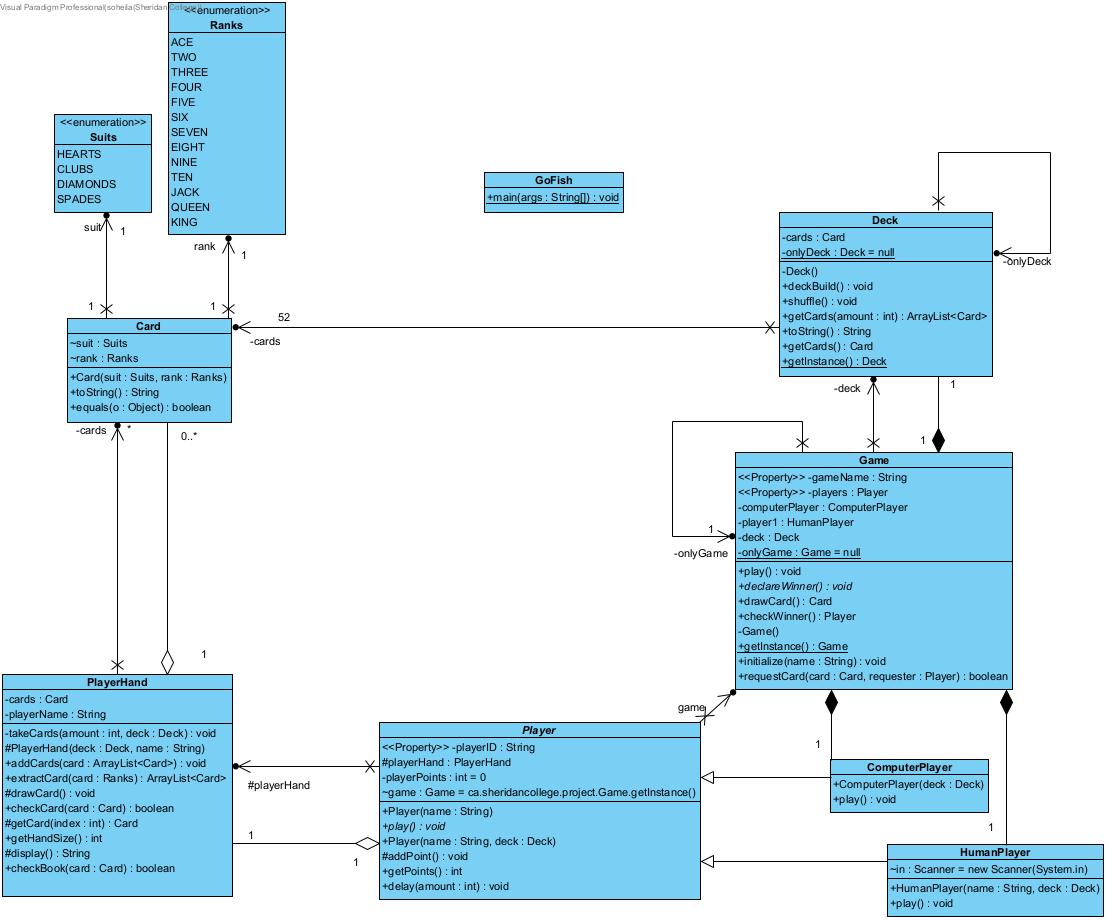 Visual Paradigm Professional(soheila(Sheridan College))
<<enumeration>>
Ranks
ACE
TWO
THREE
FOUR
FIVE
SIX
SEVEN
EIGHT
NINE
TEN
JACK
QUEEN
KING
<<enumeration>>
Suits
HEARTS
CLUBS
DIAMONDS
SPADES
suit
1
rank
1
1
1
GoFish
+main(args : String[]) : void
Deck
-cards : Card
-onlyDeck : Deck = null
-Deck()
+deckBuild() : void
+shuffle() : void
+getCards(amount : int) : ArrayList<Card>
+toString() : String
+getCards() : Card
+getInstance() : Deck
-onlyDeck
Card
~suit : Suits
~rank : Ranks
+Card(suit : Suits, rank : Ranks)
+toString() : String
+equals(o : Object) : boolean
52
-cards
-deck
1
1
-cards
*
0..*
Game
<<Property>> -gameName : String
<<Property>> -players : Player
-computerPlayer : ComputerPlayer
-player1 : HumanPlayer
-deck : Deck
-onlyGame : Game = null
+play() : void
+declareWinner() : void
+drawCard() : Card
+checkWinner() : Player
-Game()
+getInstance() : Game
+initialize(name : String) : void
+requestCard(card : Card, requester : Player) : boolean
1
-onlyGame
1
PlayerHand
-cards : Card
-playerName : String
-takeCards(amount : int, deck : Deck) : void
#PlayerHand(deck : Deck, name : String)
+addCards(card : ArrayList<Card>) : void
+extractCard(card : Ranks) : ArrayList<Card>
#drawCard() : void
+checkCard(card : Card) : boolean
#getCard(index : int) : Card
+getHandSize() : int
#display() : String
+checkBook(card : Card) : boolean
game
#playerHand
1
1
Player
<<Property>> -playerID : String
#playerHand : PlayerHand
-playerPoints : int = 0
~game : Game = ca.sheridancollege.project.Game.getInstance()
+Player(name : String)
+play() : void
+Player(name : String, deck : Deck)
#addPoint() : void
+getPoints() : int
+delay(amount : int) : void
1
ComputerPlayer
+ComputerPlayer(deck : Deck)
+play() : void
1
HumanPlayer
~in : Scanner = new Scanner(System.in)
+HumanPlayer(name : String, deck : Deck)
+play() : void